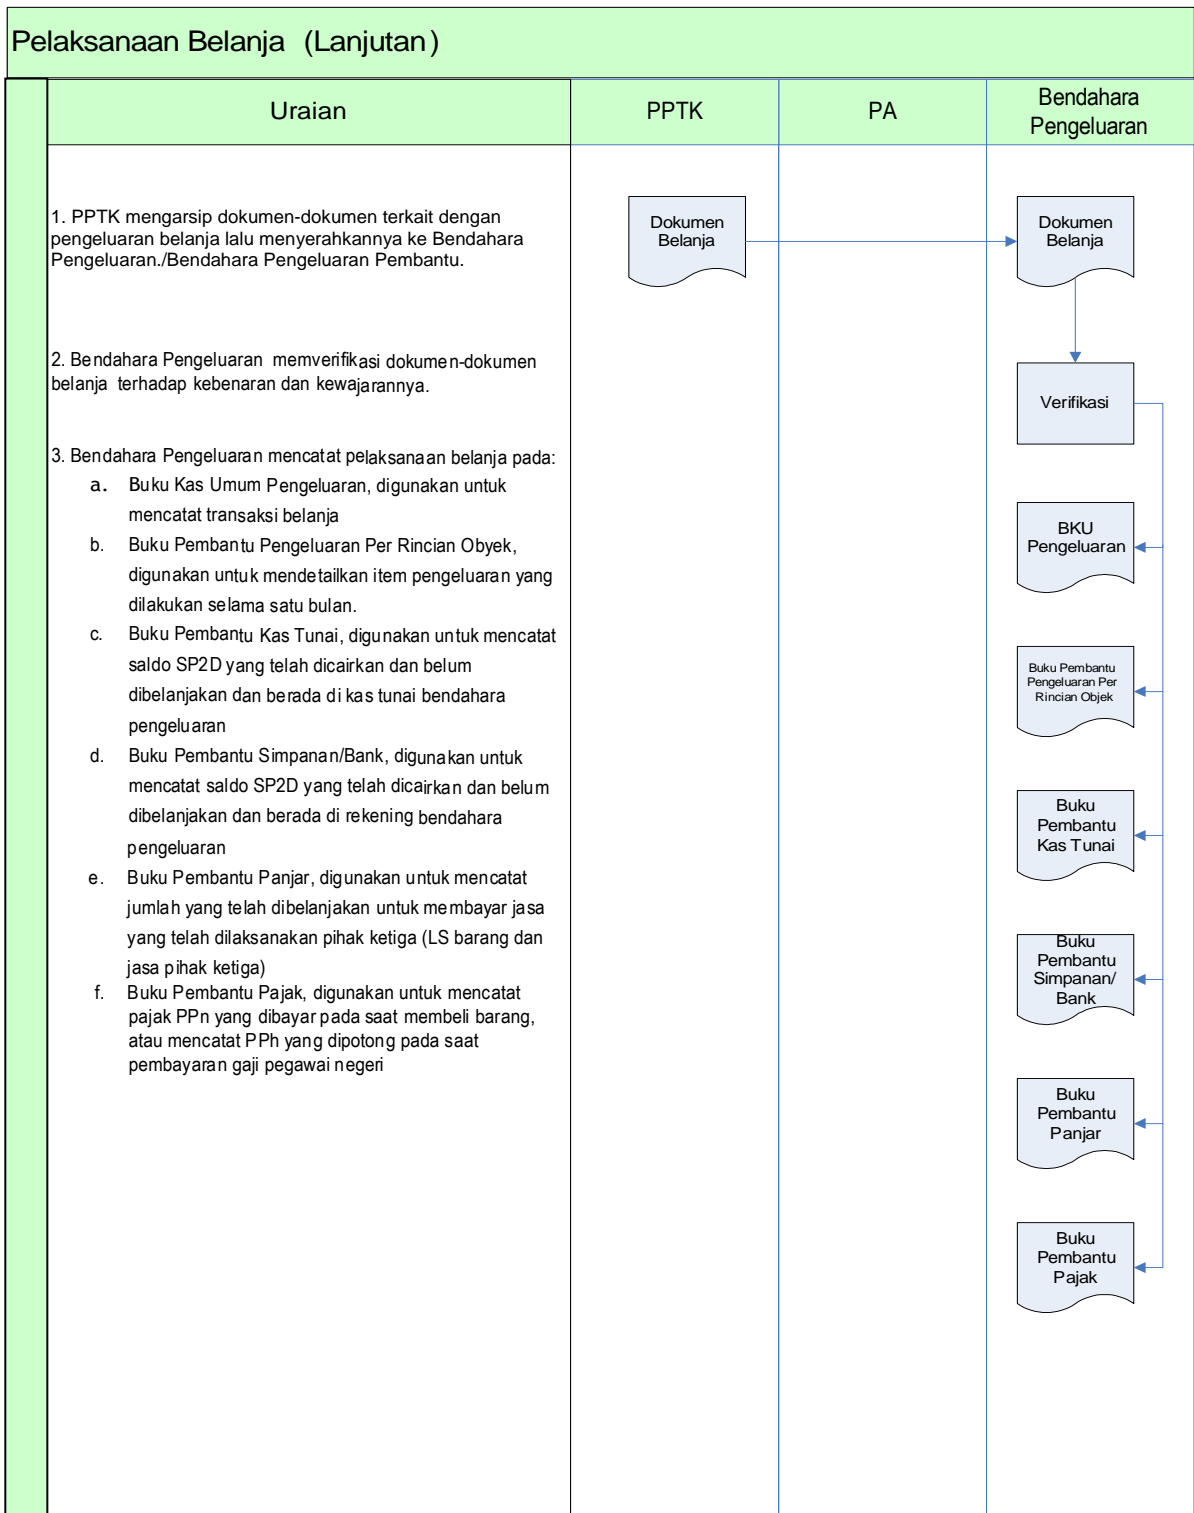 Pelaksanaan Belanja (Lanjutan)
Uraian
PPTK
PA
Bendahara
Pengeluaran
1. PPTK mengarsip dokumen-dokumen terkait dengan
pengeluaran belanja lalu menyerahkannya ke Bendahara
Pengeluaran./Bendahara Pengeluaran Pembantu.
2. Bendahara Pengeluaran memverifikasi dokumen-dokumen
belanja terhadap kebenaran dan kewajarannya.
3. Bendahara Pengeluaran mencatat pelaksanaan belanja pada:
a. Buku Kas Umum Pengeluaran, digunakan untuk
mencatat transaksi belanja
b. Buku Pembantu Pengeluaran Per Rincian Obyek,
digunakan untuk mendetailkan item pengeluaran yang
dilakukan selama satu bulan.
c. Buku Pembantu Kas Tunai, digunakan untuk mencatat
saldo SP2D yang telah dicairkan dan belum
dibelanjakan dan berada di kas tunai bendahara
pengeluaran
d. Buku Pembantu Simpanan/Bank, digunakan untuk
mencatat saldo SP2D yang telah dicairkan dan belum
dibelanjakan dan berada di rekening bendahara
pengeluaran
e. Buku Pembantu Panjar, digunakan untuk mencatat
jumlah yang telah dibelanjakan untuk membayar jasa
yang telah dilaksanakan pihak ketiga (LS barang dan
jasa pihak ketiga)
f. Buku Pembantu Pajak, digunakan untuk mencatat
pajak PPn yang dibayar pada saat membeli barang,
atau mencatat PPh yang dipotong pada saat
pembayaran gaji pegawai negeri
Dokumen
Belanja
Dokumen
Belanja
Verifikasi
BKU
Pengeluaran
Buku Pembantu
Pengeluaran Per
Rincian Objek
Buku
Pembantu
Kas Tunai
Buku
Pembantu
Simpanan/
Bank
Buku
Pembantu
Panjar
Buku
Pembantu
Pajak